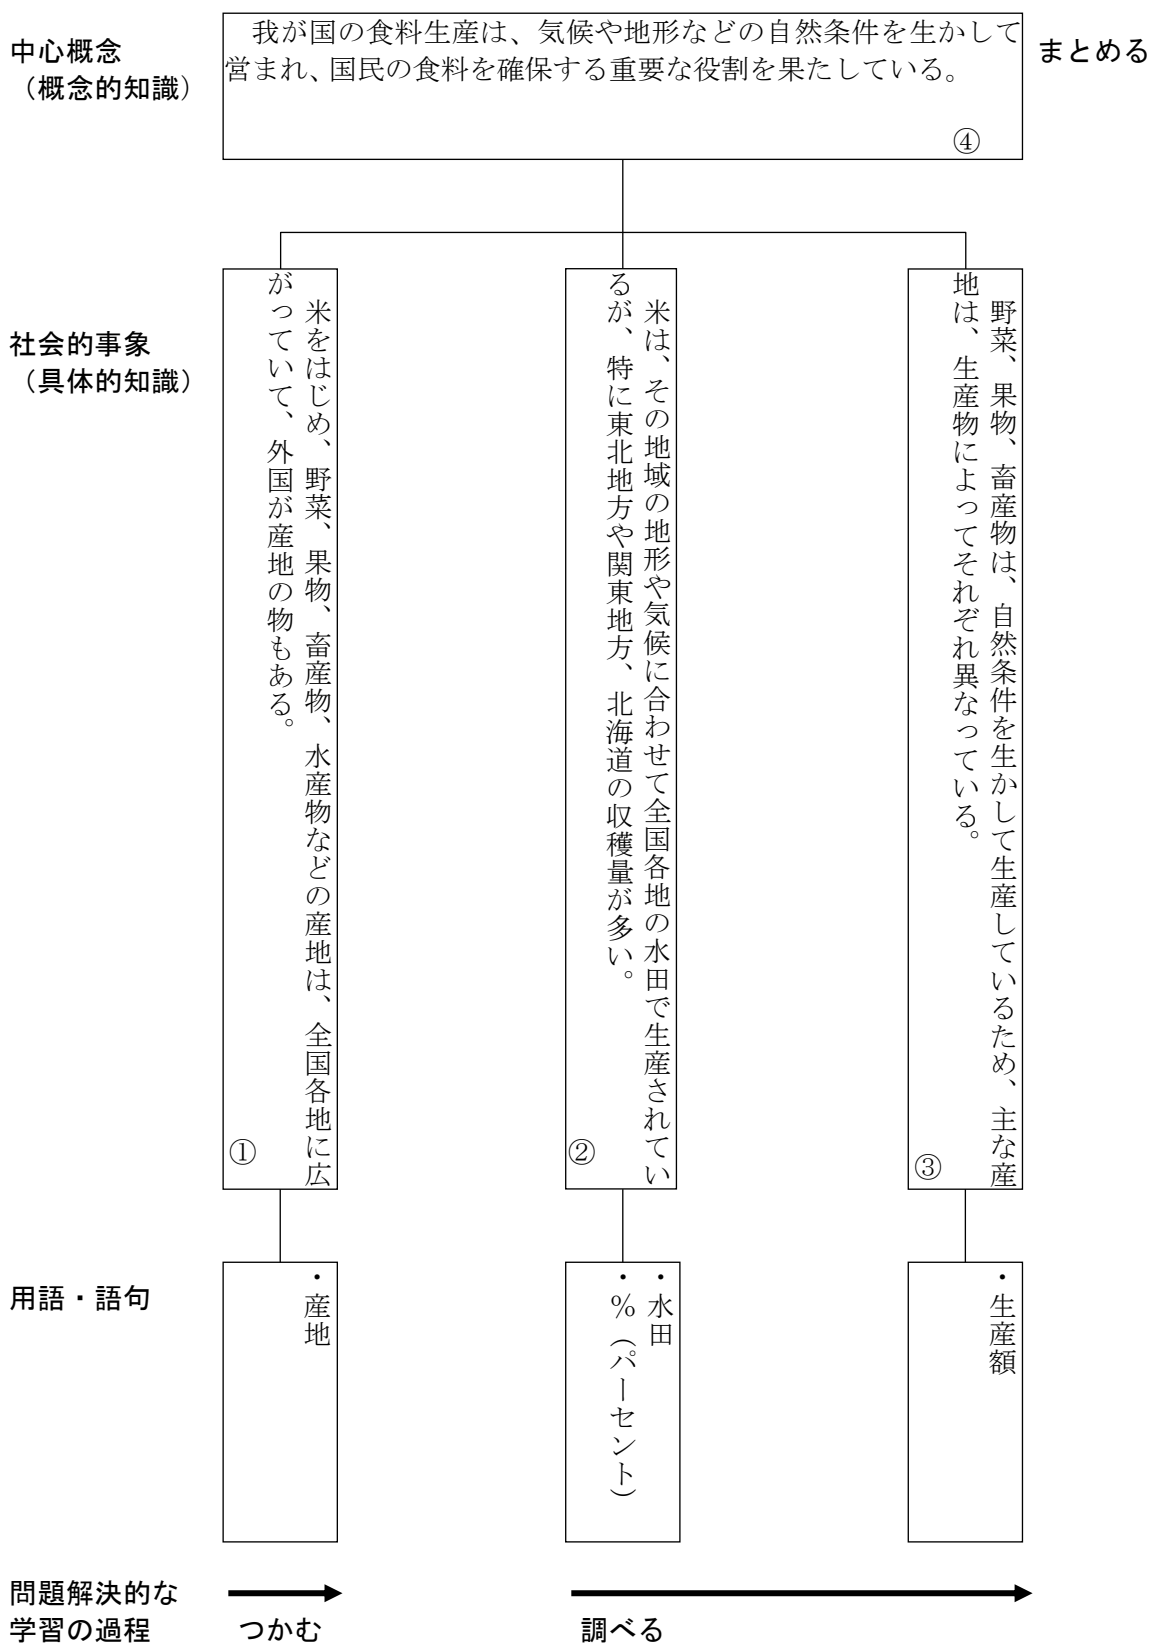 中心概念
（概念的知識）
我が国の食料生産は、気候や地形などの自然条件を生かして
営まれ、国民の食料を確保する重要な役割を果たしている。
④
まとめる
社会的事象
（具体的知識）
米をはじめ、野菜、果物、畜産物、水産物などの産地は、全国各地に広
がっていて、外国が産地の物もある。
①
米は、その地域の地形や気候に合わせて全国各地の水田で生産されてい
るが、特に東北地方や関東地方、北海道の収穫量が多い。
②
野菜、果物、畜産物は、自然条件を生かして生産しているため、主な産
地は、生産物によってそれぞれ異なっている。
③
用語・語句
・産地
・水田
・％（パーセント）
・生産額
問題解決的な
学習の過程
つかむ
調べる